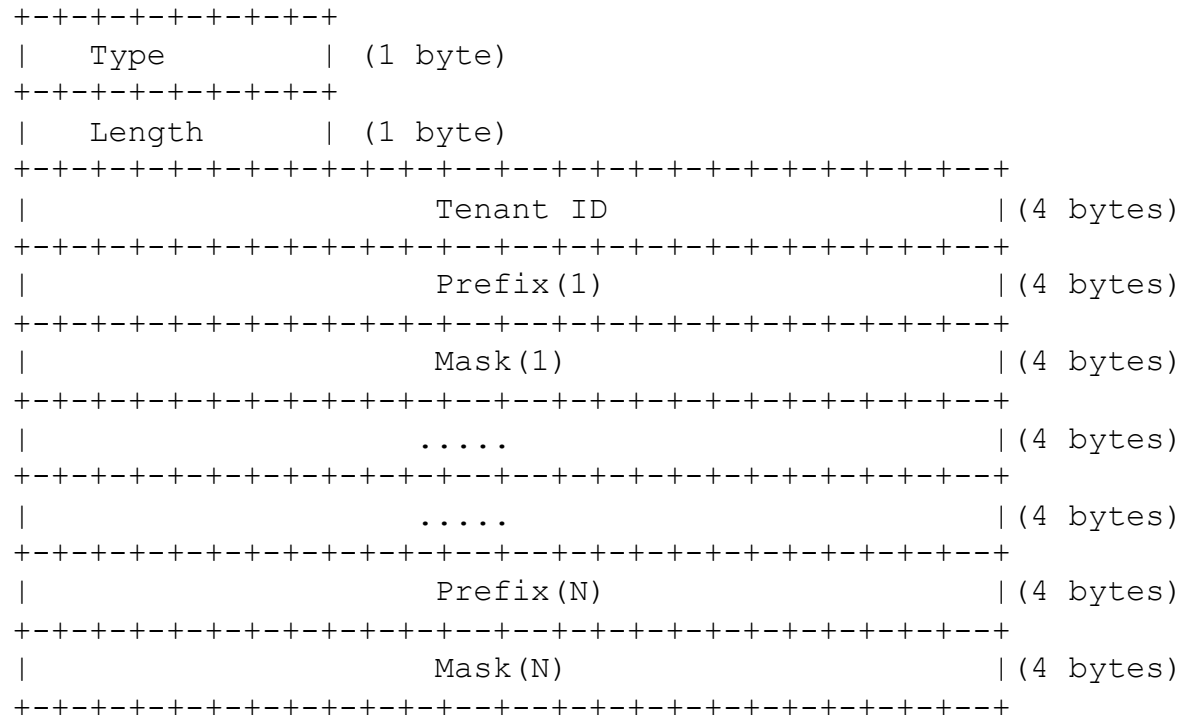 +-+-+-+-+-+-+-+-+
| Type | (1 byte)
+-+-+-+-+-+-+-+-+
| Length | (1 byte)
+-+-+-+-+-+-+-+-+-+-+-+--+--+-+-+-+-+-+-+-+-+-+-+--+
| Tenant ID |(4 bytes)
+-+-+-+-+-+-+-+-+-+-+-+--+--+-+-+-+-+-+-+-+-+-+-+--+
| Prefix(1) |(4 bytes)
+-+-+-+-+-+-+-+-+-+-+-+--+--+-+-+-+-+-+-+-+-+-+-+--+
| Mask(1) |(4 bytes)
+-+-+-+-+-+-+-+-+-+-+-+--+--+-+-+-+-+-+-+-+-+-+-+--+
| ..... |(4 bytes)
+-+-+-+-+-+-+-+-+-+-+-+--+--+-+-+-+-+-+-+-+-+-+-+--+
| ..... |(4 bytes)
+-+-+-+-+-+-+-+-+-+-+-+--+--+-+-+-+-+-+-+-+-+-+-+--+
| Prefix(N) |(4 bytes)
+-+-+-+-+-+-+-+-+-+-+-+--+--+-+-+-+-+-+-+-+-+-+-+--+
| Mask(N) |(4 bytes)
+-+-+-+-+-+-+-+-+-+-+-+--+--+-+-+-+-+-+-+-+-+-+-+--+